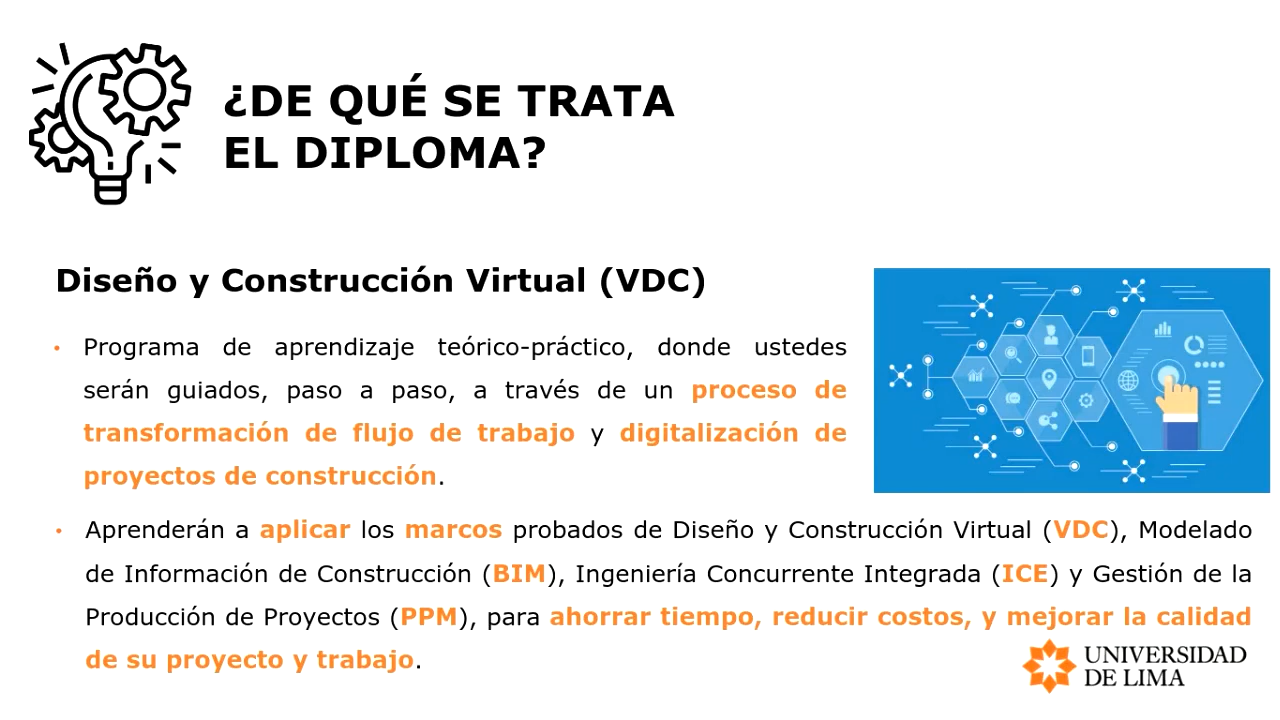 ¿DE QUÉ SE TRATA
EL DIPLOMA?
Diseño y Construcción Virtual (VDC)
• Programa de aprendizaje teórico-práctico, donde ustedes
serán guiados, paso a paso, a través de un proceso de
transformación de flujo de trabajo y digitalización de
proyectos de construcción.
• Aprenderán a aplicar los marcos probados de Diseño y Construcción Virtual (VDC), Modelado
de Información de Construcción (BIM), Ingeniería Concurrente Integrada (ICE) y Gestión de la
Producción de Proyectos (PPM), para ahorrar tiempo, reducir costos, y mejorar la calidad
de su proyecto y trabajo.
UNIVERSIDAD
DE LIMA